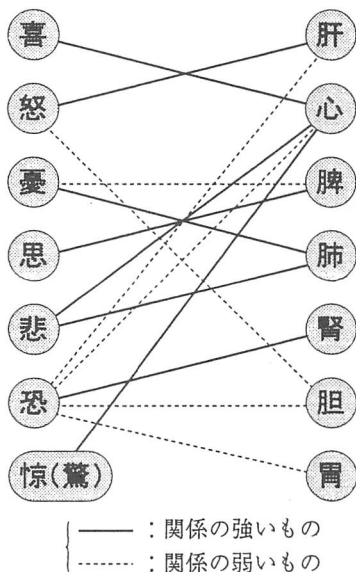 喜 肝
怒 心
憂 脾
思 肺
悲 腎
恐 胆
惊(驚) 胃
——:関係の強いもの
------:関係の弱いもの